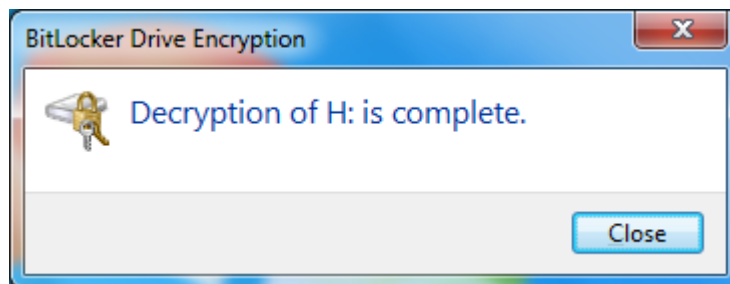 BitLocker Drive Encryption
Decryption of H: is complete.
Close